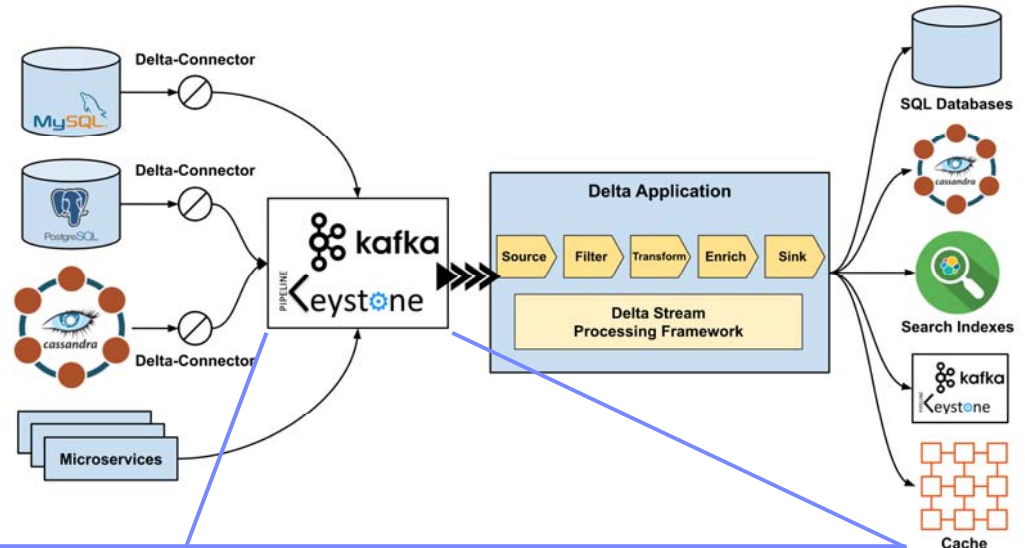 Delta-Connector
MySQL
Delta-Connector
PostgreSQL
cassandra
Delta-Connector
Microservices
kafka
PIPELINE
Keystone
Delta Application
Source
Filter
Transform
Enrich
Sink
Delta Stream
Processing Framework
SQL Databases
cassandra
Search Indexes
kafka
PIPELINE
Keystone
Cache